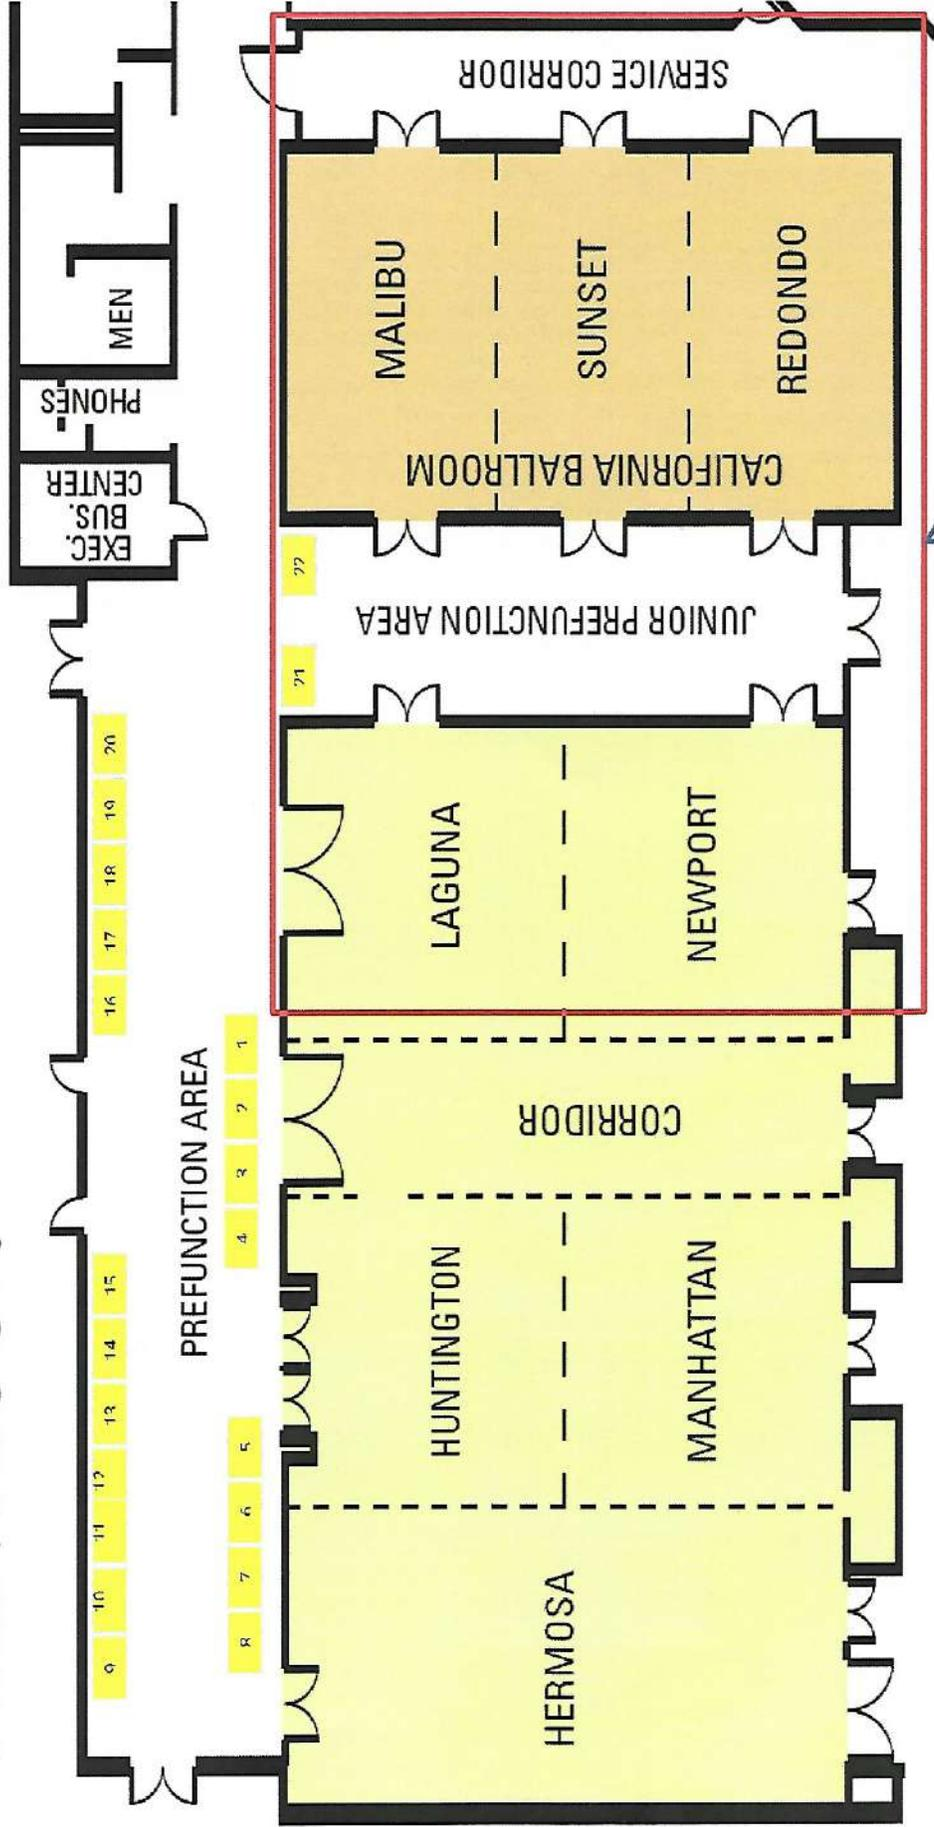 SERVICE CORRIDOR
MALIBU
SUNSET
REDONDO
CALIFORNIA BALLROOM
MEN
PHONES
EXEC.
BUS.
CENTER
22
21
JUNIOR PREFUNCTION AREA
20
19
18
17
16
LAGUNA
NEWPORT
PREFUNCTION AREA
1
2
3
4
CORRIDOR
15
14
13
12
11
10
9
5
6
7
8
HUNTINGTON
MANHATTAN
HERMOSA